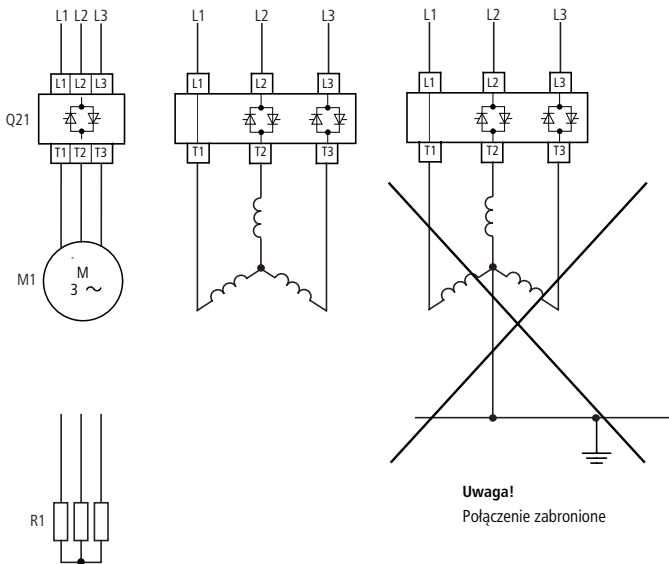 L1 L2 L3 L1 L2 L3 L1 L2 L3
L1 L2 L3 L1 L2 L3 L1 L2 L3
Q21
T1 T2 T3 T1 T2 T3 T1 T2 T3
M1
M
3 ~
R1
Uwaga!
Połączenie zabronione